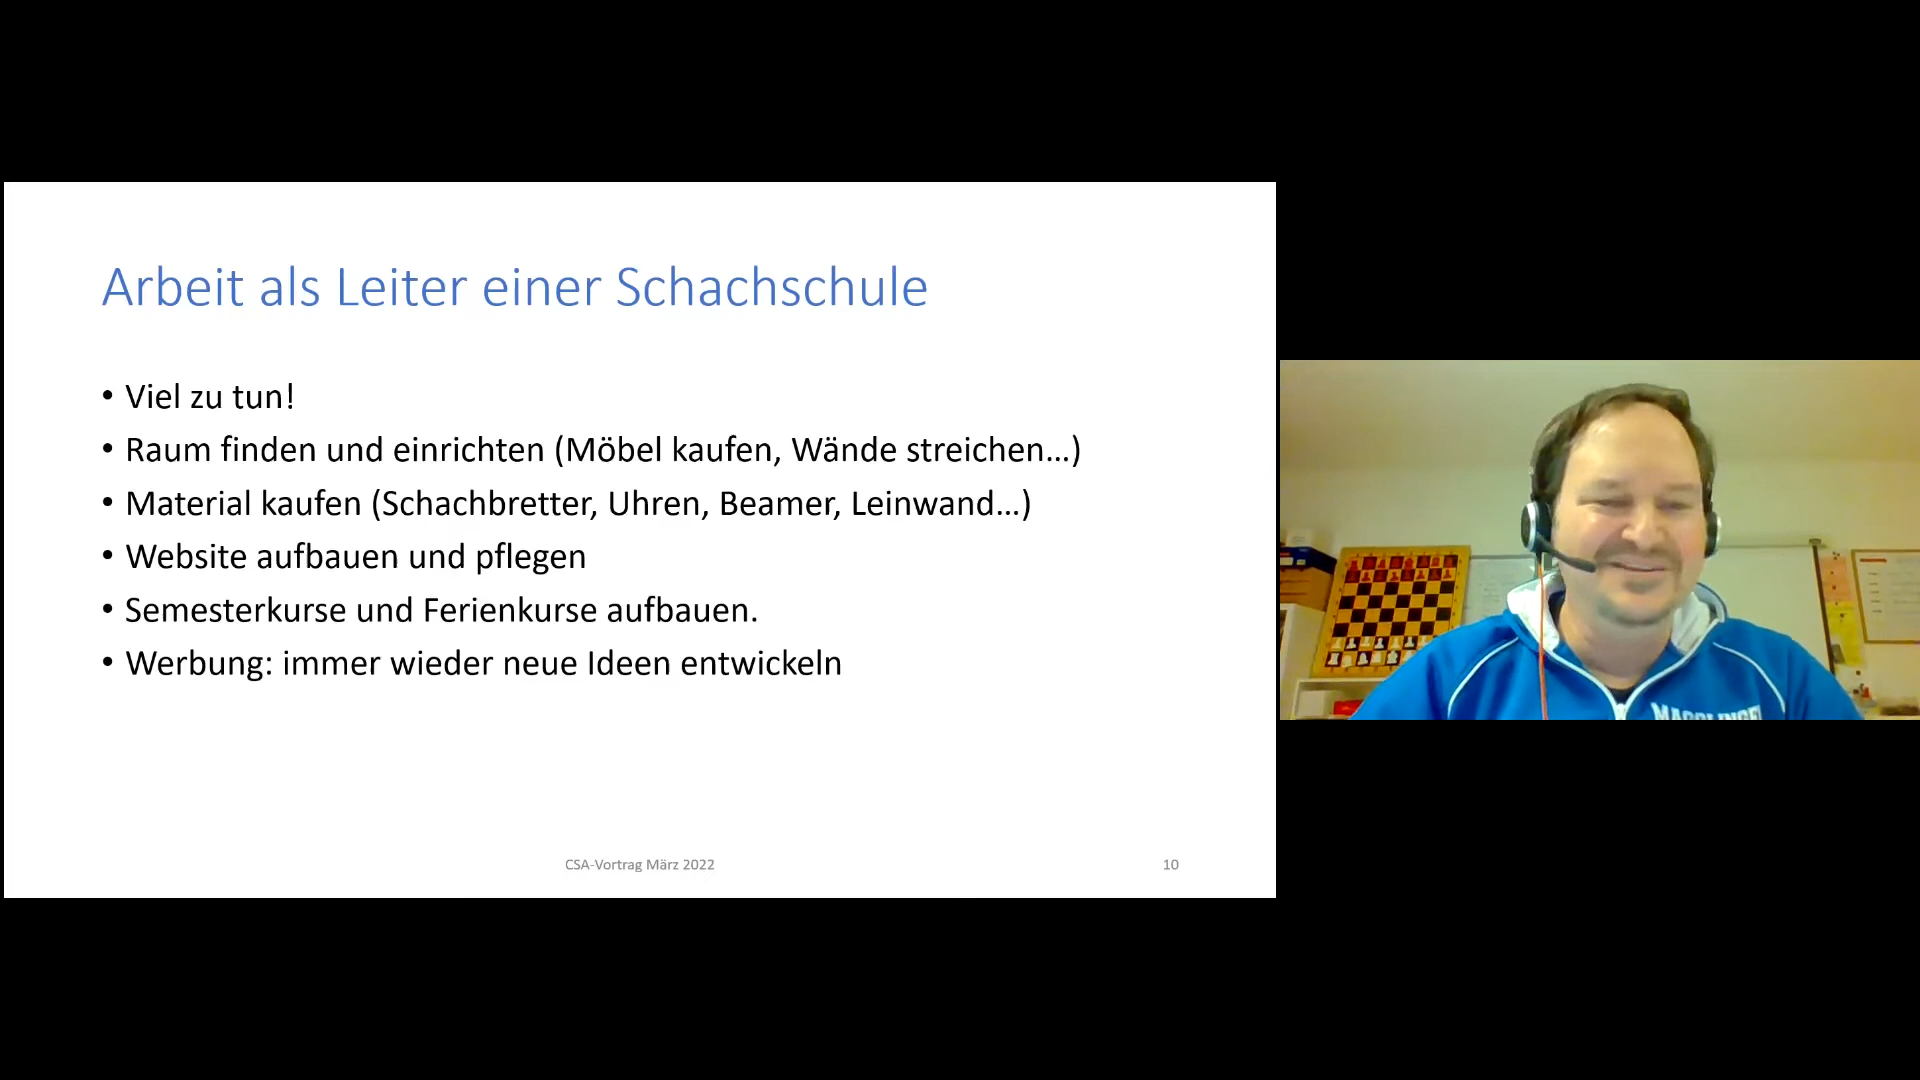 Arbeit als Leiter einer Schachschule
• Viel zu tun!
• Raum finden und einrichten (Möbel kaufen, Wände streichen…)
• Material kaufen (Schachbretter, Uhren, Beamer, Leinwand…)
• Website aufbauen und pflegen
• Semesterkurse und Ferienkurse aufbauen.
• Werbung: immer wieder neue Ideen entwickeln
CSA-Vortrag März 2022
10